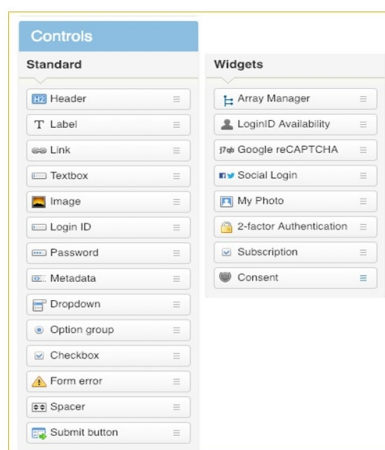 Controls
Standard
H2 Header
T Label
Link
Textbox
Image
Login ID
Password
Metadata
Dropdown
Option group
Checkbox
Form error
Spacer
Submit button
Widgets
Array Manager
LoginID Availability
Google reCAPTCHA
Social Login
My Photo
2-factor Authentication
Subscription
Consent